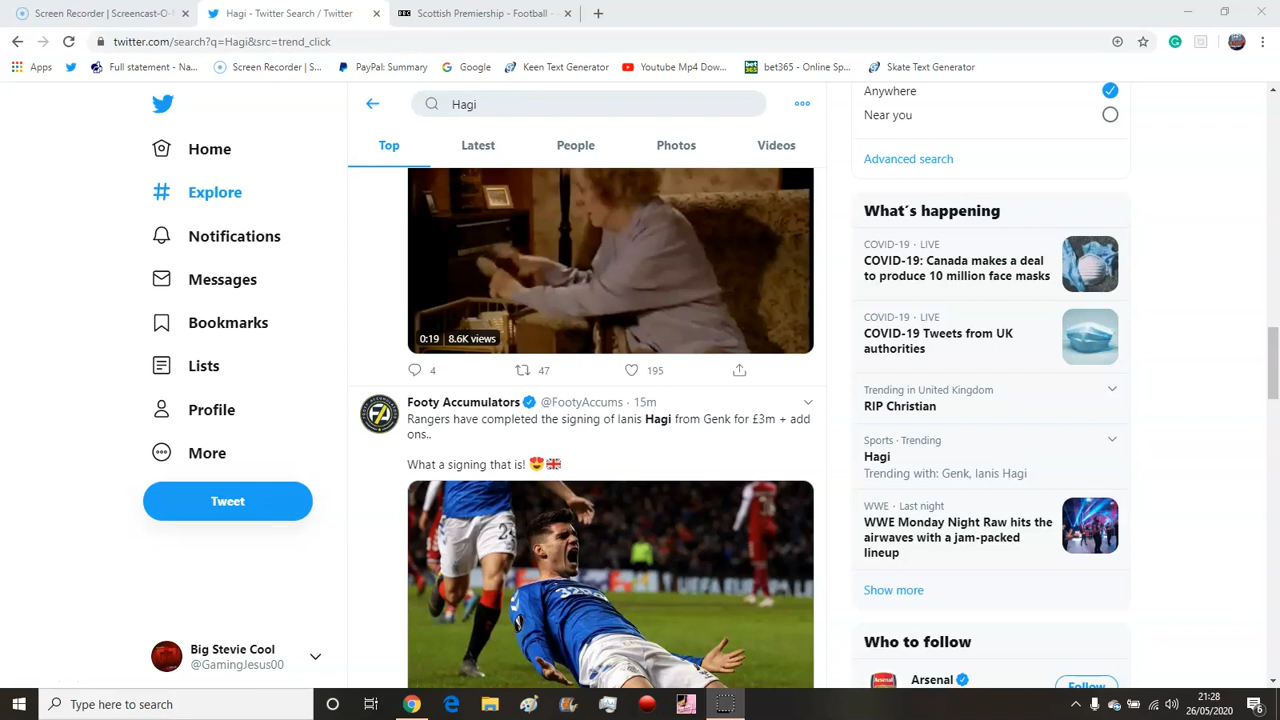 Screen Recorder | Screencast-O-
Hagi - Twitter Search / Twitter
BBC Scottish Premiership - Football -
twitter.com/search?q=Hagi&src=trend_click
Apps
Full statement - Na...
Screen Recorder | S...
PayPal: Summary
Google
Keen Text Generator
Youtube Mp4 Dow...
bet365 bet365 - Online Sp...
Skate Text Generator
Hagi
Top
Latest
People
Photos
Videos
Home
Explore
Notifications
Messages
Bookmarks
Lists
Profile
More
Tweet
Big Stevie Cool
@GamingJesus00
0:19 8.6K views
4
47
195
Footy Accumulators @FootyAccums · 15m
Rangers have completed the signing of Ianis Hagi from Genk for £3m + add
ons..
What a signing that is! 😍🇬🇧
Anywhere
Near you
Advanced search
What´s happening
COVID-19 · LIVE
COVID-19: Canada makes a deal
to produce 10 million face masks
COVID-19 · LIVE
COVID-19 Tweets from UK
authorities
Trending in United Kingdom
RIP Christian
Sports · Trending
Hagi
Trending with: Genk, Ianis Hagi
WWE · Last night
WWE Monday Night Raw hits the
airwaves with a jam-packed
lineup
Show more
Who to follow
Arsenal
Follow
Type here to search
21:28
26/05/2020
6